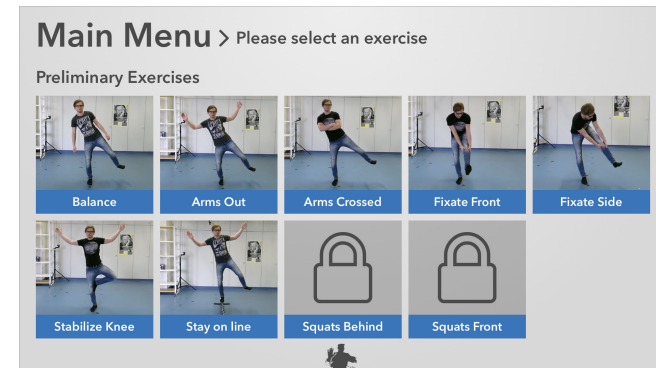 Main Menu > Please select an exercise
Preliminary Exercises
Balance
Arms Out
Arms Crossed
Fixate Front
Fixate Side
Stabilize Knee
Stay on line
Squats Behind
Squats Front